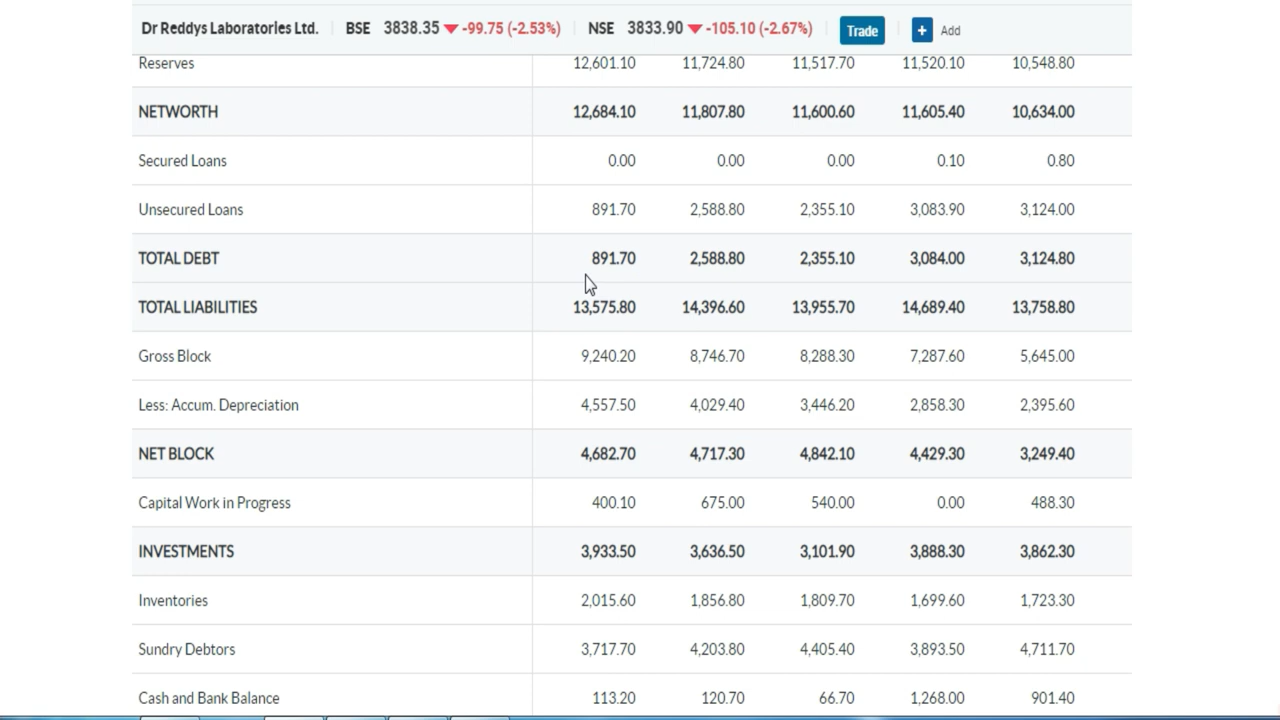 Dr Reddys Laboratories Ltd. BSE 3838.35 -99.75 (-2.53%) NSE 3833.90 -105.10 (-2.67%) Trade + Add
Reserves 12,601.10 11,724.80 11,517.70 11,520.10 10,548.80
NETWORTH 12,684.10 11,807.80 11,600.60 11,605.40 10,634.00
Secured Loans 0.00 0.00 0.00 0.10 0.80
Unsecured Loans 891.70 2,588.80 2,355.10 3,083.90 3,124.00
TOTAL DEBT 891.70 2,588.80 2,355.10 3,084.00 3,124.80
TOTAL LIABILITIES 13,575.80 14,396.60 13,955.70 14,689.40 13,758.80
Gross Block 9,240.20 8,746.70 8,288.30 7,287.60 5,645.00
Less: Accum. Depreciation 4,557.50 4,029.40 3,446.20 2,858.30 2,395.60
NET BLOCK 4,682.70 4,717.30 4,842.10 4,429.30 3,249.40
Capital Work in Progress 400.10 675.00 540.00 0.00 488.30
INVESTMENTS 3,933.50 3,636.50 3,101.90 3,888.30 3,862.30
Inventories 2,015.60 1,856.80 1,809.70 1,699.60 1,723.30
Sundry Debtors 3,717.70 4,203.80 4,405.40 3,893.50 4,711.70
Cash and Bank Balance 113.20 120.70 66.70 1,268.00 901.40